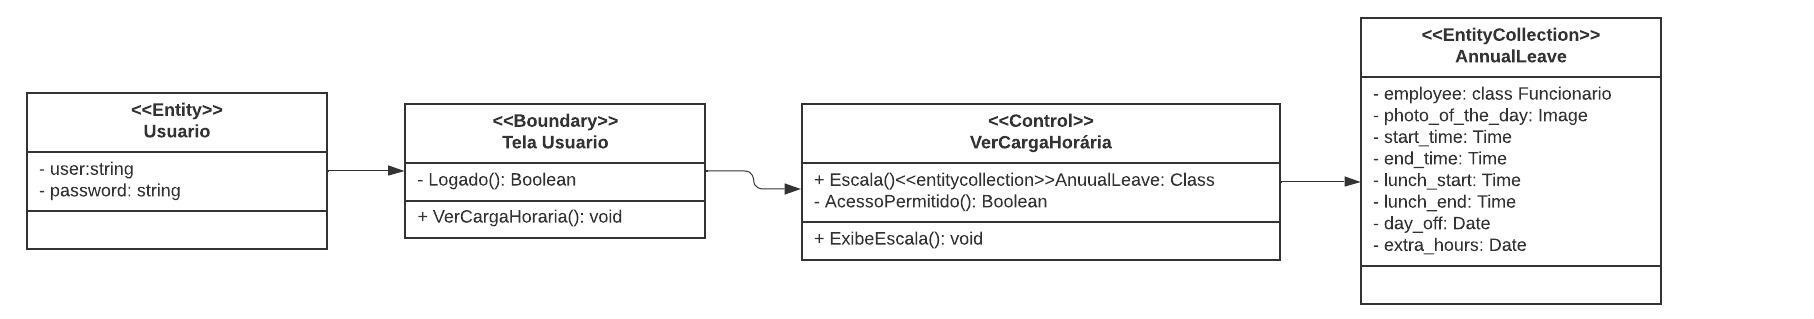 <<Entity>>
Usuario
- user:string
- password: string
<<Boundary>>
Tela Usuario
- Logado(): Boolean
+ VerCargaHoraria(): void
<<Control>>
VerCargaHorária
+ Escala()<<entitycollection>>AnuualLeave: Class
- AcessoPermitido(): Boolean
+ ExibeEscala(): void
<<EntityCollection>>
AnnualLeave
- employee: class Funcionario
- photo_of_the_day: Image
- start_time: Time
- end_time: Time
- lunch_start: Time
- lunch_end: Time
- day_off: Date
- extra_hours: Date